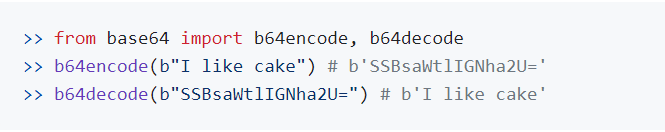 >> from base64 import b64encode, b64decode
>> b64encode(b"I like cake") # b'SSBsaWtlIGNha2U='
>> b64decode(b"SSBsaWtlIGNha2U=") # b'I like cake'